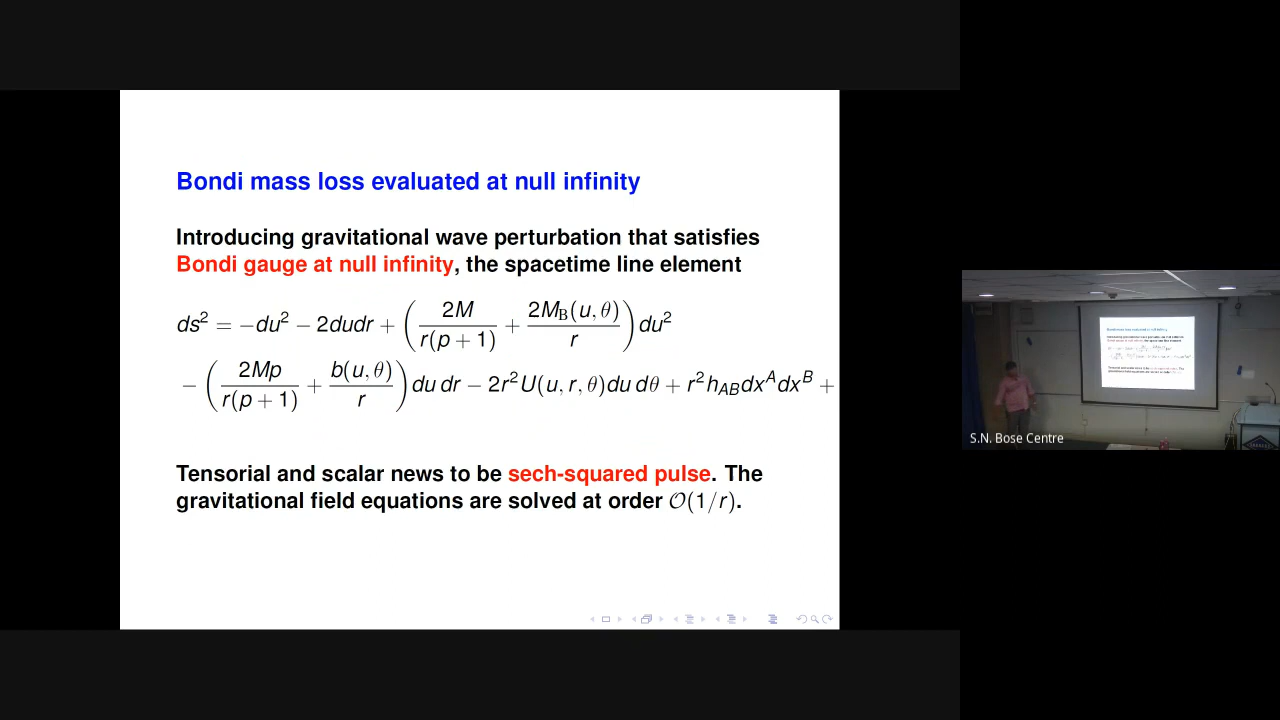 Bondi mass loss evaluated at null infinity
Introducing gravitational wave perturbation that satisfies
Bondi gauge at null infinity, the spacetime line element
ds² = −du² − 2dudr + (2M/r(p + 1) + 2M_B(u, θ)/r) du²
− (2Mp/r(p + 1) + b(u, θ)/r) du dr − 2r²U(u, r, θ)du dθ + r²h_AB dx^A dx^B +
Tensorial and scalar news to be sech-squared pulse. The
gravitational field equations are solved at order 𝒪(1/r).
S.N. Bose Centre